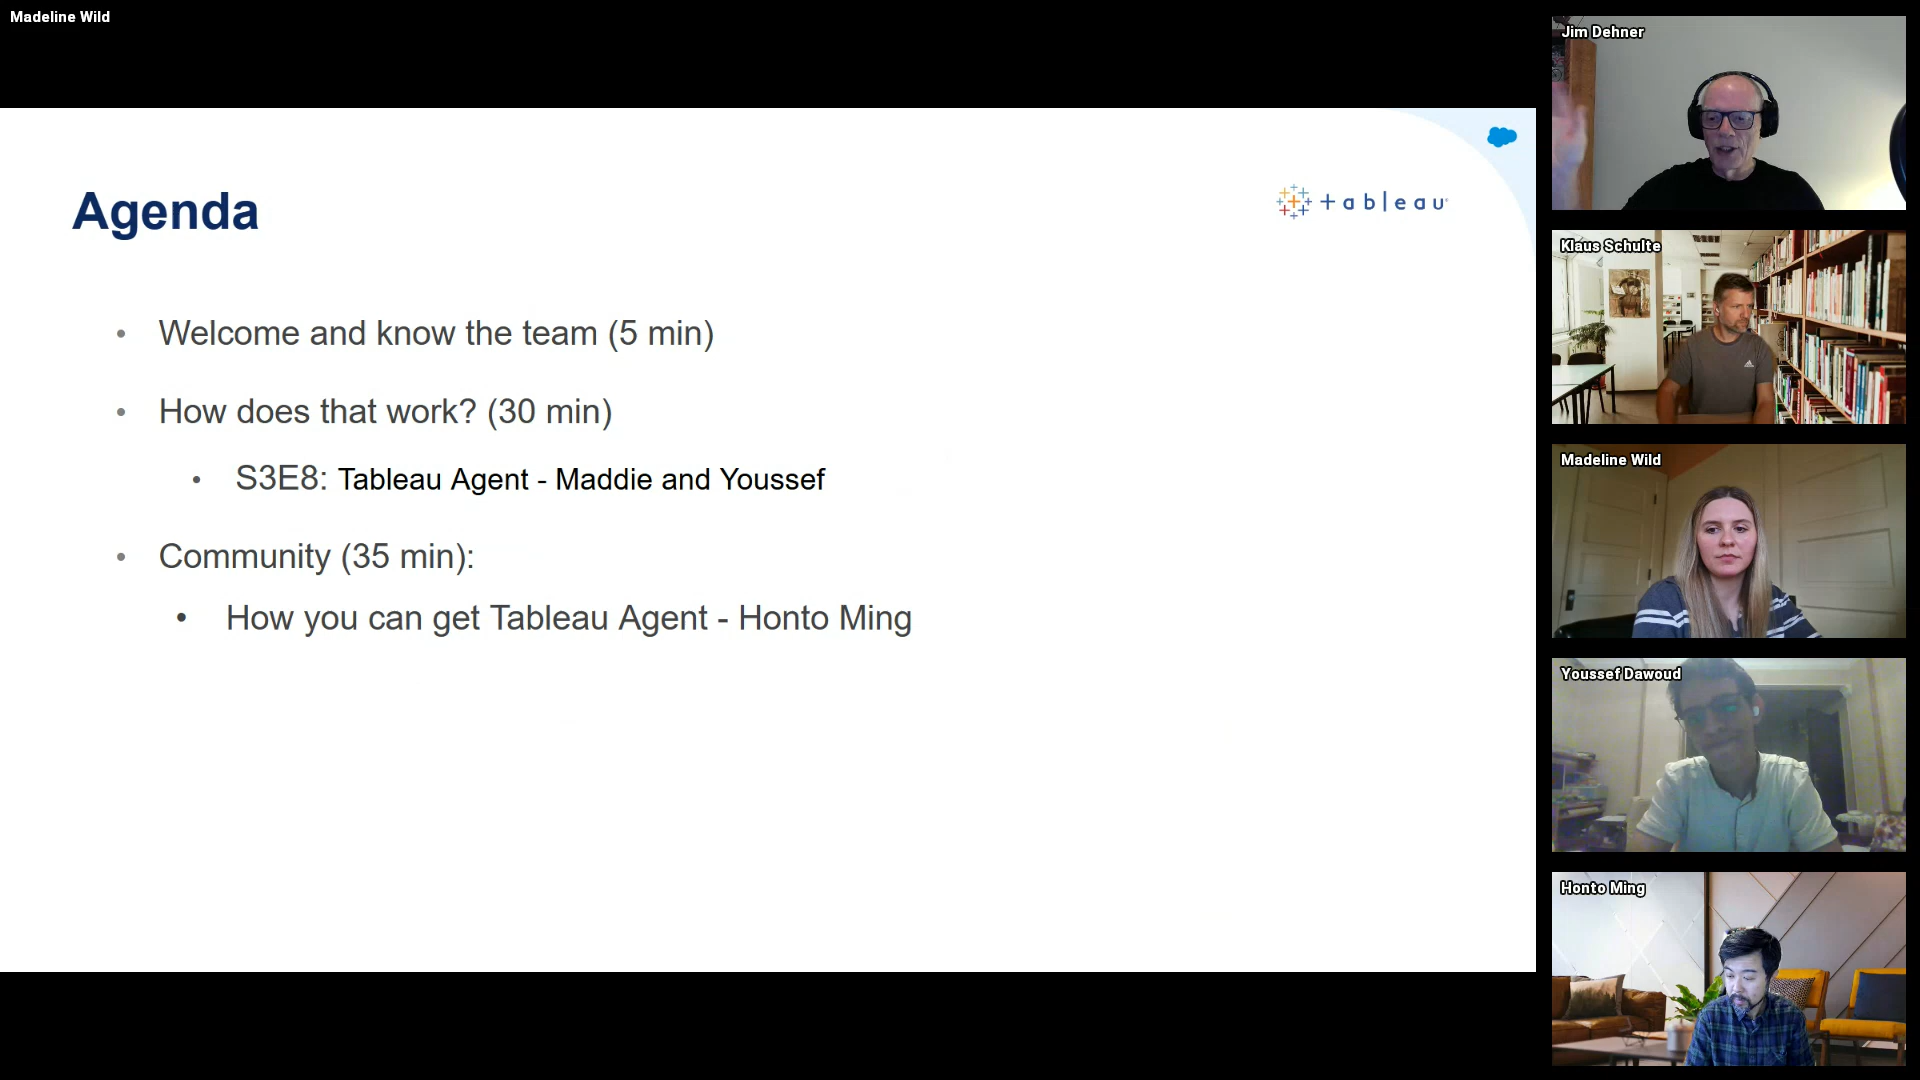 Madeline Wild
Agenda
+ a b l e a u
• Welcome and know the team (5 min)
• How does that work? (30 min)
• S3E8: Tableau Agent - Maddie and Youssef
• Community (35 min):
• How you can get Tableau Agent - Honto Ming
Jim Dehner
Klaus Schulte
Madeline Wild
Youssef Dawoud
Honto Ming